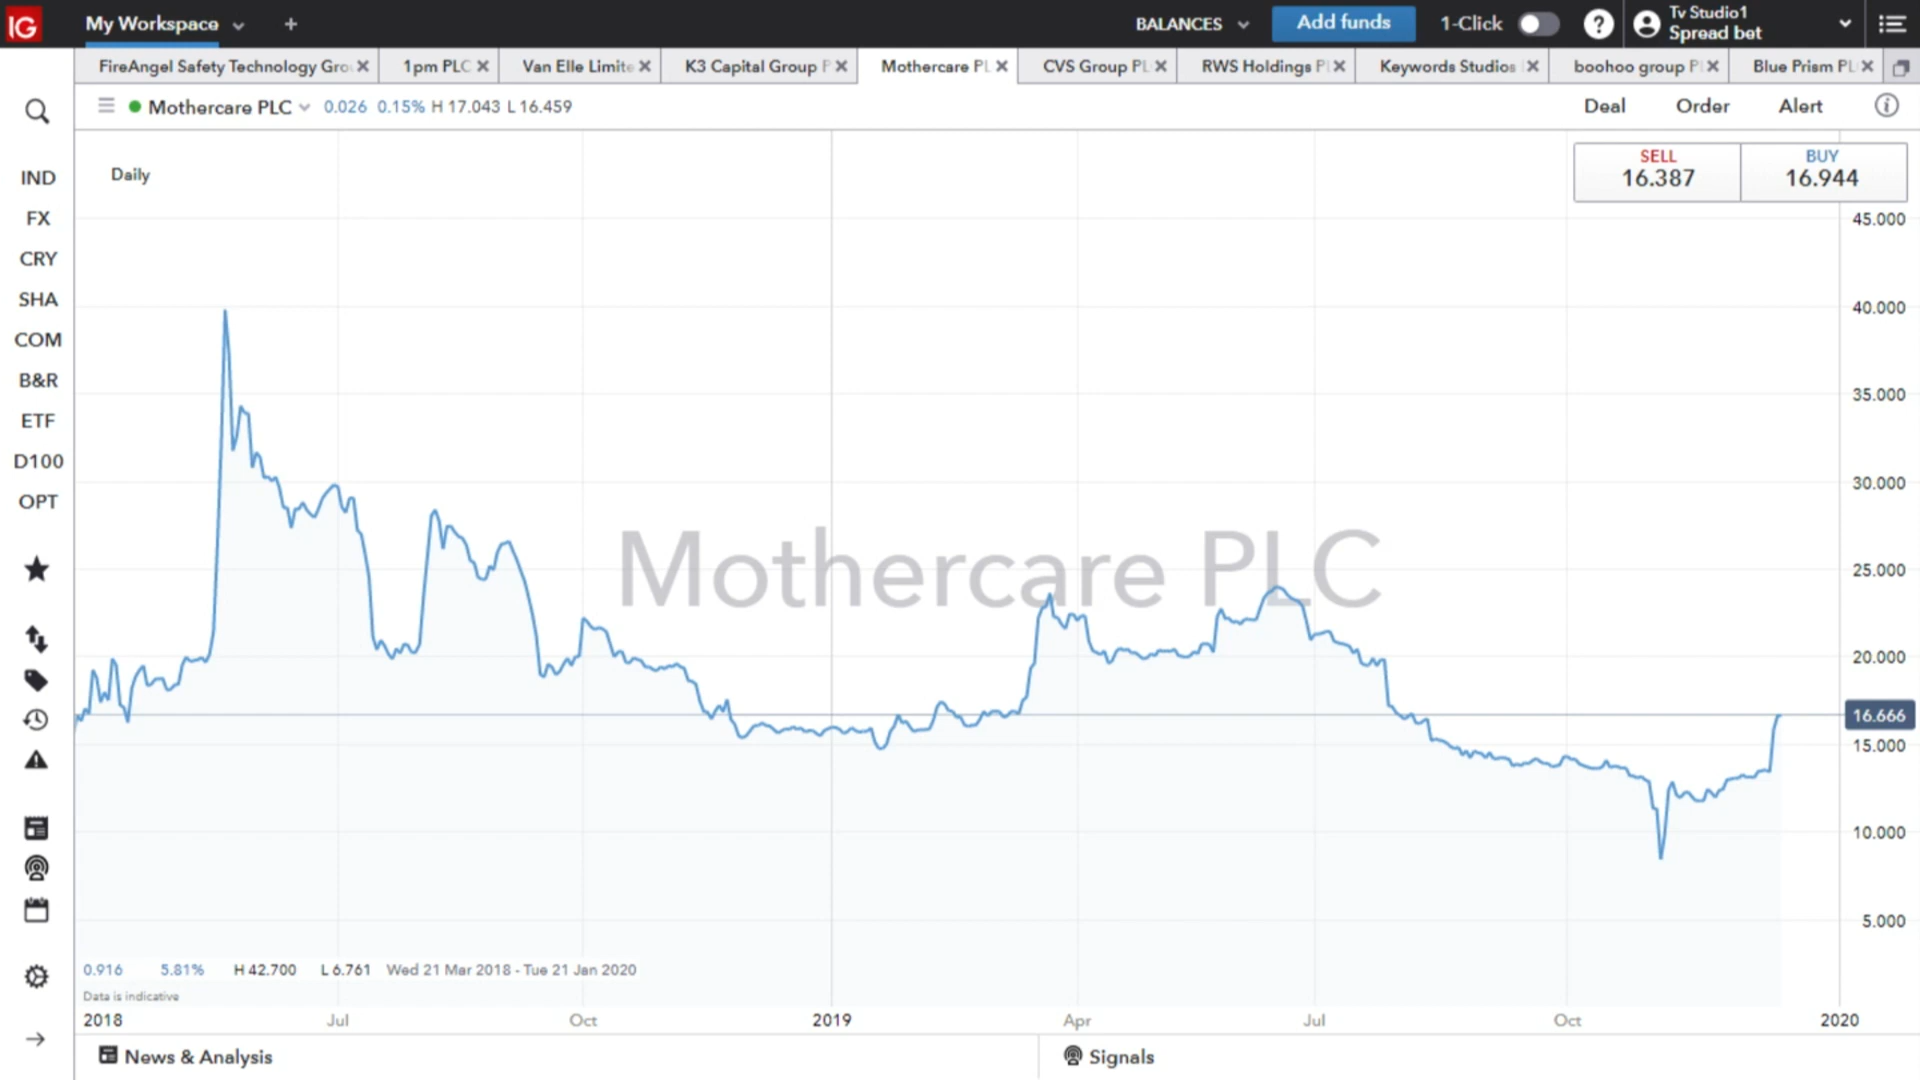 IG My Workspace + BALANCES Add funds 1-Click ? Tv Studio1
Spread bet
FireAngel Safety Technology Gro 1pm PLC Van Elle Limite K3 Capital Group P Mothercare PL CVS Group PL RWS Holdings Pl Keywords Studios boohoo group Pl Blue Prism PL
Mothercare PLC 0.026 0.15% H 17.043 L 16.459 Deal Order Alert
Daily
SELL BUY
16.387 16.944
IND
FX
CRY
SHA
COM
B&R
ETF
D100
OPT
45.000
40.000
35.000
30.000
25.000
20.000
16.666
15.000
10.000
5.000
Mothercare PLC
0.916 5.81% H 42.700 L 6.761 Wed 21 Mar 2018 - Tue 21 Jan 2020
Data is indicative
2018 Jul Oct 2019 Apr Jul Oct 2020
News & Analysis Signals